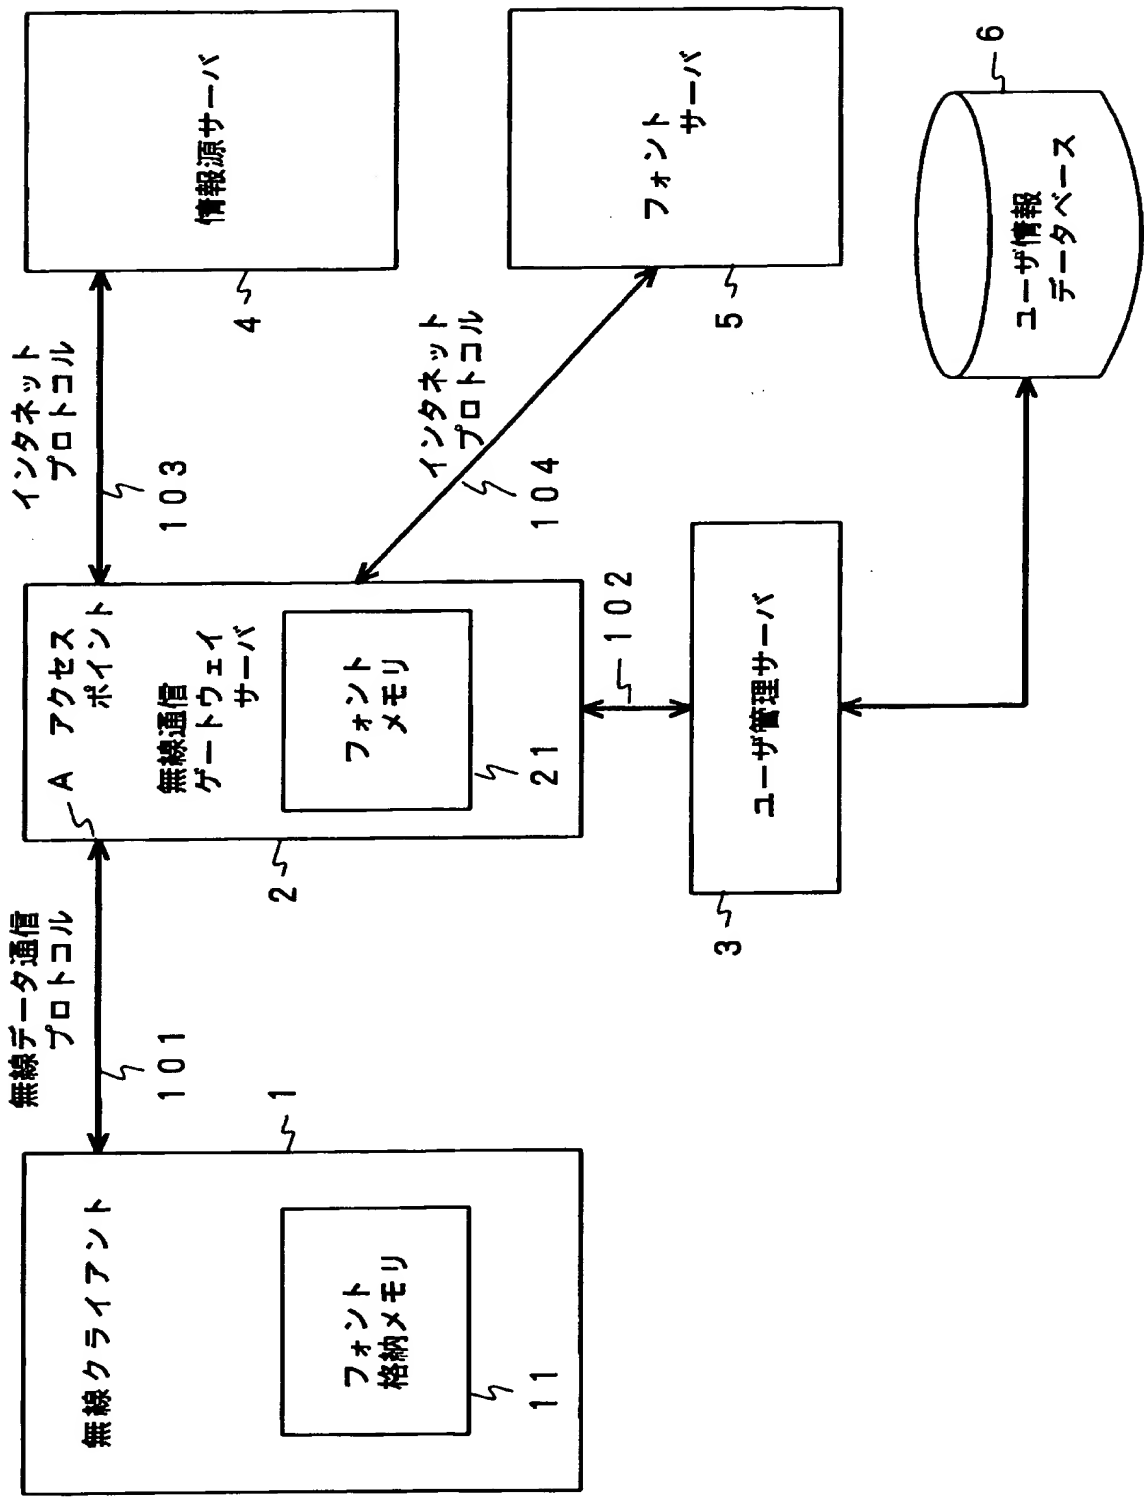 無線クライアント
フォント
格納メモリ
11
1
無線データ通信
プロトコル
101
A
アクセス
ポイント
無線通信
ゲートウェイ
サーバ
フォント
メモリ
21
2
インタネット
プロトコル
103
情報源サーバ
4
インタネット
プロトコル
104
フォント
サーバ
5
102
ユーザ管理サーバ
3
ユーザ情報
データベース
6